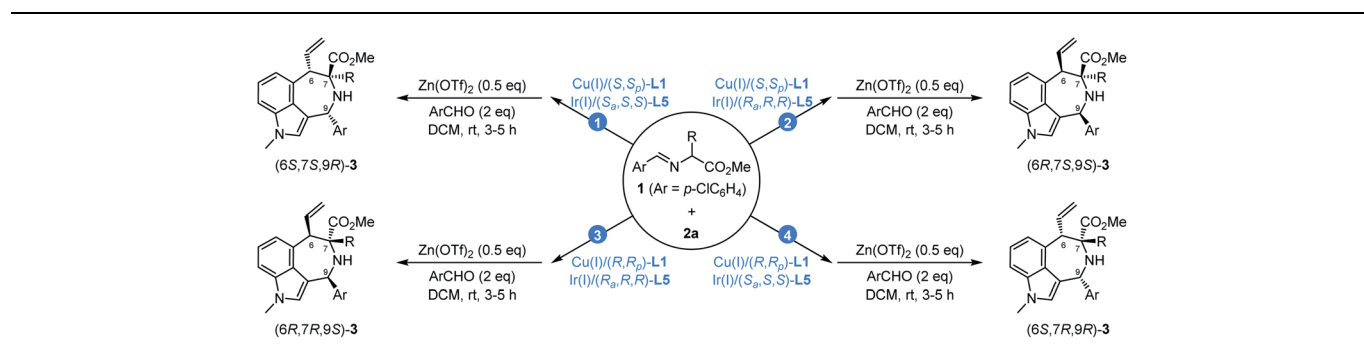 CO₂Me
R
6
7
NH
9
Ar
N
(6S,7S,9R)-3
Zn(OTf)₂ (0.5 eq)
ArCHO (2 eq)
DCM, rt, 3-5 h
Cu(I)/(S,Sₚ)-L1
Ir(I)/(Sₐ,S,S)-L5
1
Cu(I)/(S,Sₚ)-L1
Ir(I)/(Rₐ,R,R)-L5
2
Zn(OTf)₂ (0.5 eq)
ArCHO (2 eq)
DCM, rt, 3-5 h
CO₂Me
R
6
7
NH
9
Ar
N
(6R,7S,9S)-3
R
Ar
N
CO₂Me
1 (Ar = p-ClC₆H₄)
+
2a
CO₂Me
R
6
7
NH
9
Ar
N
(6R,7R,9S)-3
Zn(OTf)₂ (0.5 eq)
ArCHO (2 eq)
DCM, rt, 3-5 h
3
Cu(I)/(R,Rₚ)-L1
Ir(I)/(Rₐ,R,R)-L5
4
Cu(I)/(R,Rₚ)-L1
Ir(I)/(Sₐ,S,S)-L5
Zn(OTf)₂ (0.5 eq)
ArCHO (2 eq)
DCM, rt, 3-5 h
CO₂Me
R
6
7
NH
9
Ar
N
(6S,7R,9R)-3